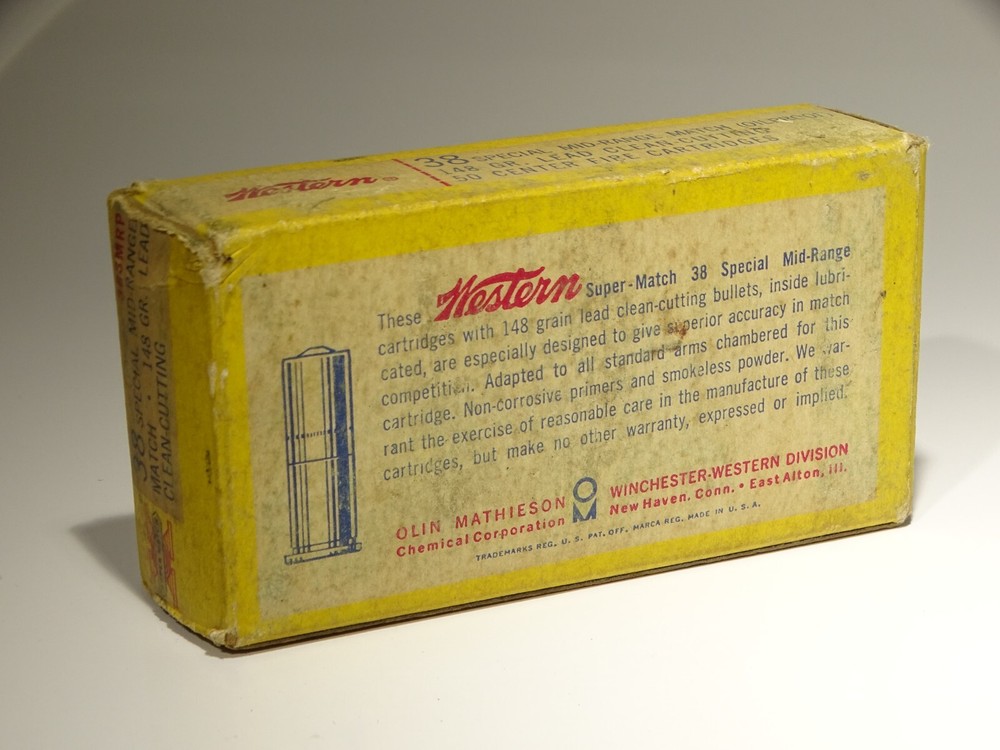 Western ®
38 SPECIAL MID-RANGE MATCH (OILPROOF)
148 GR. LEAD CLEAN CUTTING
50 CENTER FIRE CARTRIDGES
38SMRP
38 SPECIAL MID-RANGE
MATCH • 148 GR. LEAD
CLEAN-CUTTING
These Western Super-Match 38 Special Mid-Range
cartridges with 148 grain lead clean-cutting bullets, inside lubri-
cated, are especially designed to give superior accuracy in match
competition. Adapted to all standard arms chambered for this
cartridge. Non-corrosive primers and smokeless powder. We war-
rant the exercise of reasonable care in the manufacture of these
cartridges, but make no other warranty, expressed or implied.
OLIN MATHIESON
Chemical Corporation
OM
WINCHESTER-WESTERN DIVISION
New Haven, Conn. • East Alton, Ill.
TRADEMARKS REG. U. S. PAT. OFF. MARCA REG. MADE IN U. S. A.